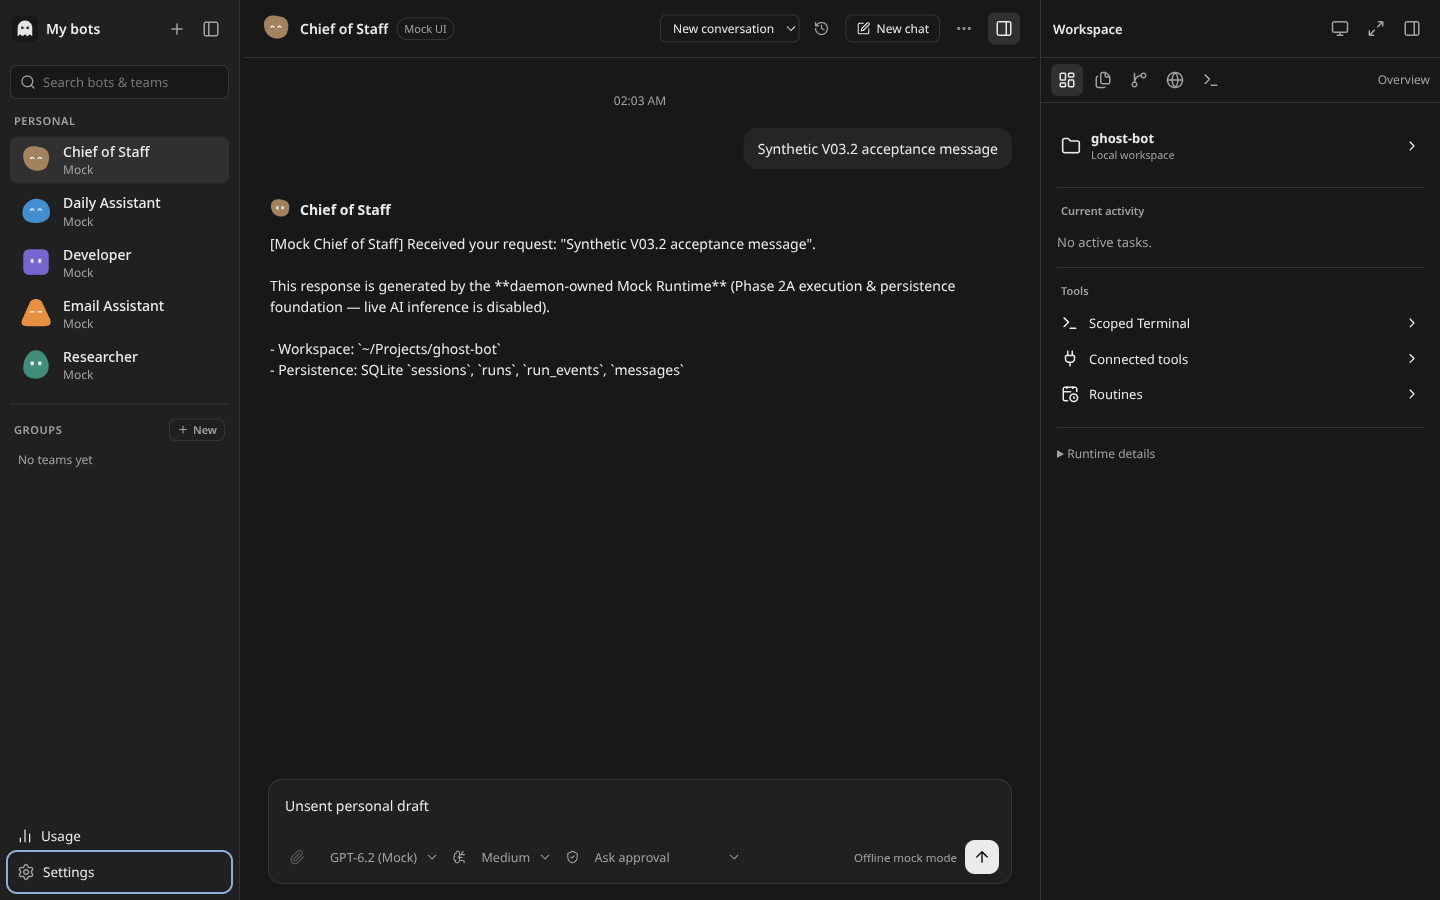 My bots
Search bots & teams
PERSONAL
Chief of Staff
Mock
Daily Assistant
Mock
Developer
Mock
Email Assistant
Mock
Researcher
Mock
GROUPS
New
No teams yet
Usage
Settings
Chief of Staff
Mock UI
New conversation
New chat
02:03 AM
Synthetic V03.2 acceptance message
Chief of Staff
[Mock Chief of Staff] Received your request: "Synthetic V03.2 acceptance message".
This response is generated by the **daemon-owned Mock Runtime** (Phase 2A execution & persistence
foundation — live AI inference is disabled).
- Workspace: `~/Projects/ghost-bot`
- Persistence: SQLite `sessions`, `runs`, `run_events`, `messages`
Unsent personal draft
GPT-6.2 (Mock)
Medium
Ask approval
Offline mock mode
Workspace
Overview
ghost-bot
Local workspace
Current activity
No active tasks.
Tools
Scoped Terminal
Connected tools
Routines
Runtime details